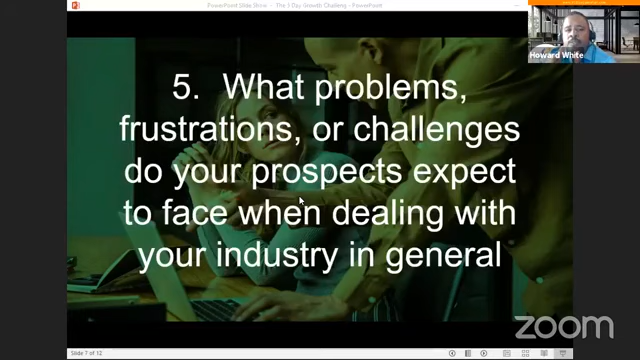 PowerPoint Slide Show - The 3 Day Growth Challeng - PowerPoint
Howard White
5. What problems,
frustrations, or challenges
do your prospects expect
to face when dealing with
your industry in general
zoom
Slide 7 of 12